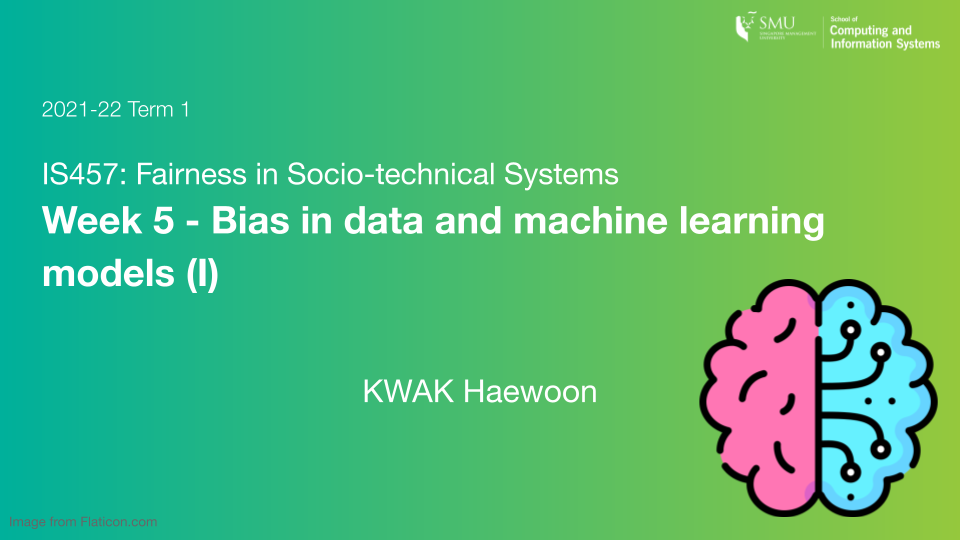 SMU
SINGAPORE MANAGEMENT
UNIVERSITY
School of
Computing and
Information Systems
2021-22 Term 1
IS457: Fairness in Socio-technical Systems
Week 5 - Bias in data and machine learning
models (I)
KWAK Haewoon
Image from Flaticon.com